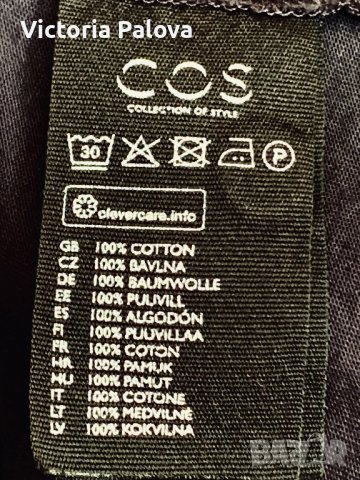 Victoria Palova
COS
COLLECTION OF STYLE
30 P
clevercare.info
GB 100% COTTON
CZ 100% BAVLNA
DE 100% BAUMWOLLE
EE 100% PUUVILL
ES 100% ALGODÓN
FI 100% PUUVILLAA
FR 100% COTON
HR 100% PAMUK
HU 100% PAMUT
IT 100% COTONE
LT 100% MEDVILNĖ
LV 100% KOKVILNA